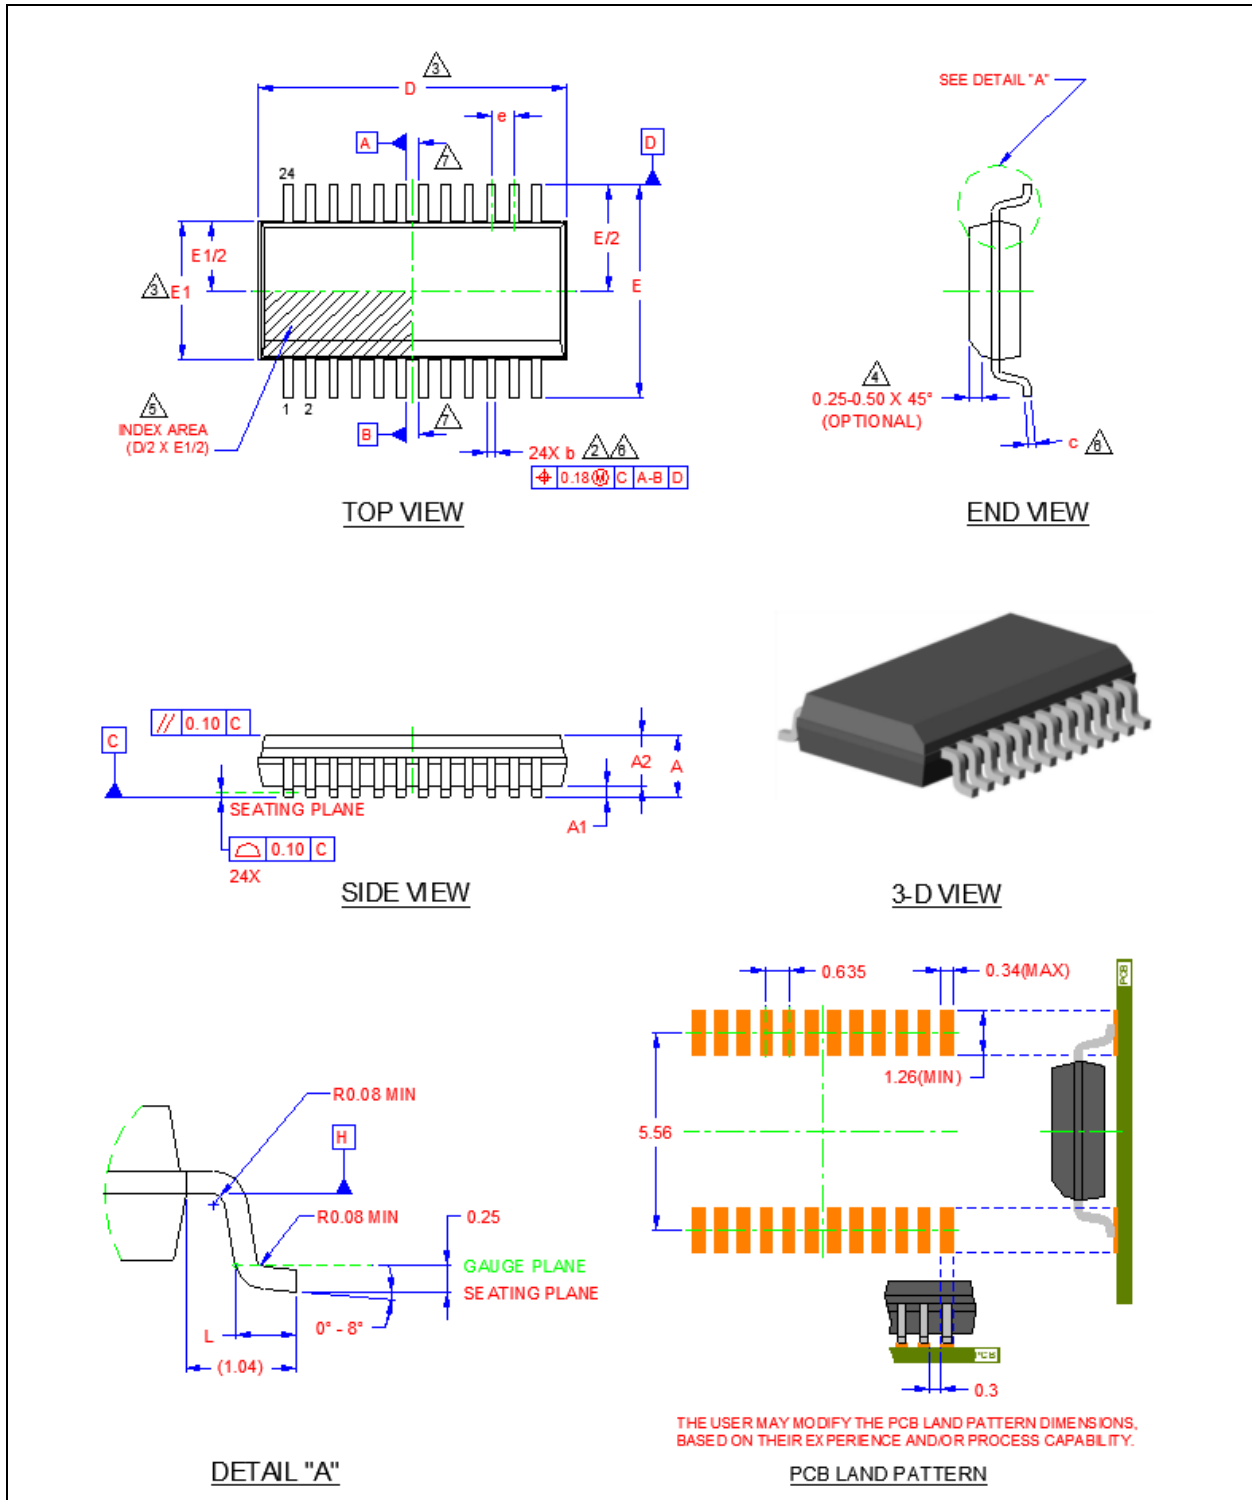 3
D
SEE DETAIL "A"
e
A
7
D
24
E1/2
E/2
3 E1
E
1 2
5
INDEX AREA
(D/2 X E1/2)
B
7
24X b 2 6
0.18 M C A-B D
4
0.25-0.50 X 45°
(OPTIONAL)
c 6
TOP VIEW
END VIEW
// 0.10 C
C
A2
A
SEATING PLANE
A1
0.10 C
24X
SIDE VIEW
3-D VIEW
0.635
0.34(MAX)
PCB
1.26(MIN)
5.56
R0.08 MIN
H
R0.08 MIN
0.25
GAUGE PLANE
SEATING PLANE
L
0° - 8°
(1.04)
PCB
0.3
THE USER MAY MODIFY THE PCB LAND PATTERN DIMENSIONS,
BASED ON THEIR EXPERIENCE AND/OR PROCESS CAPABILITY.
DETAIL "A"
PCB LAND PATTERN